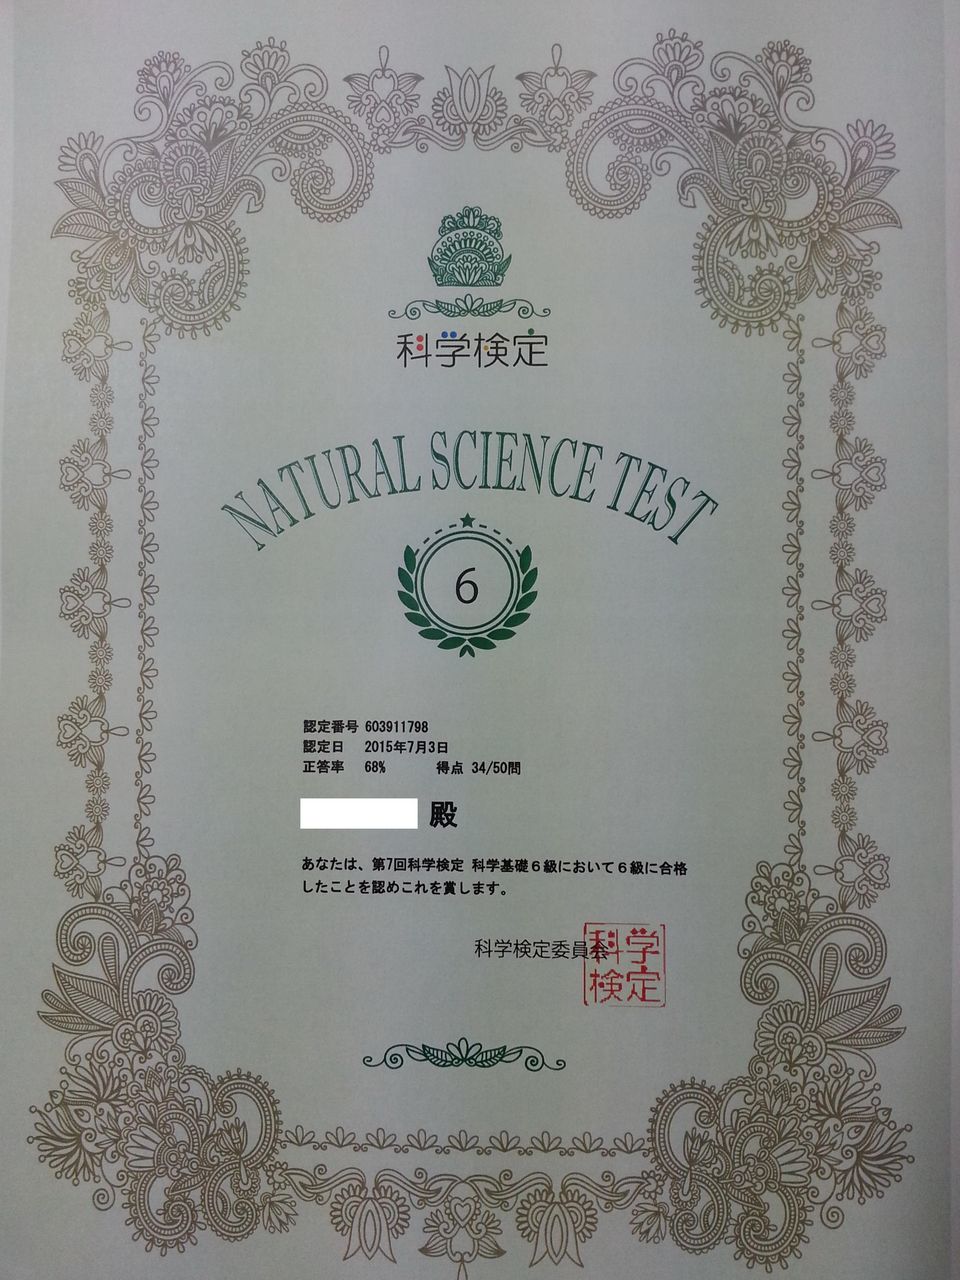 科学検定
NATURAL SCIENCE TEST
6
認定番号 603911798
認定日 2015年7月3日
正答率 68% 得点 34/50問
殿
あなたは、第7回科学検定 科学基礎６級において６級に合格
したことを認めこれを賞します。
科学検定委員会
科学
検定